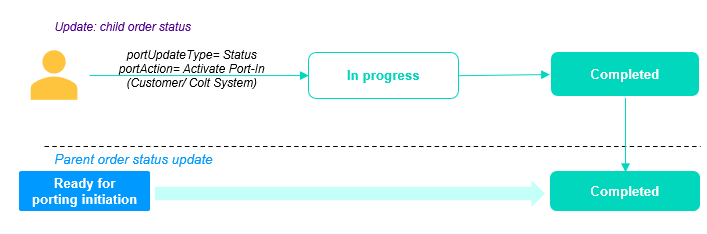 Update: child order status
portUpdateType= Status
portAction= Activate Port-In
(Customer/ Colt System)
In progress
Completed
Parent order status update
Ready for
porting initiation
Completed